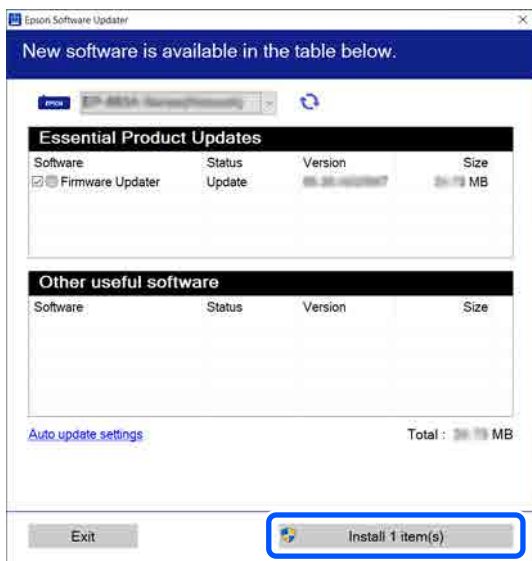 Epson Software Updater
New software is available in the table below.
EPSON
Essential Product Updates
Software Status Version Size
Firmware Updater Update MB
Other useful software
Software Status Version Size
Auto update settings Total : MB
Exit Install 1 item(s)